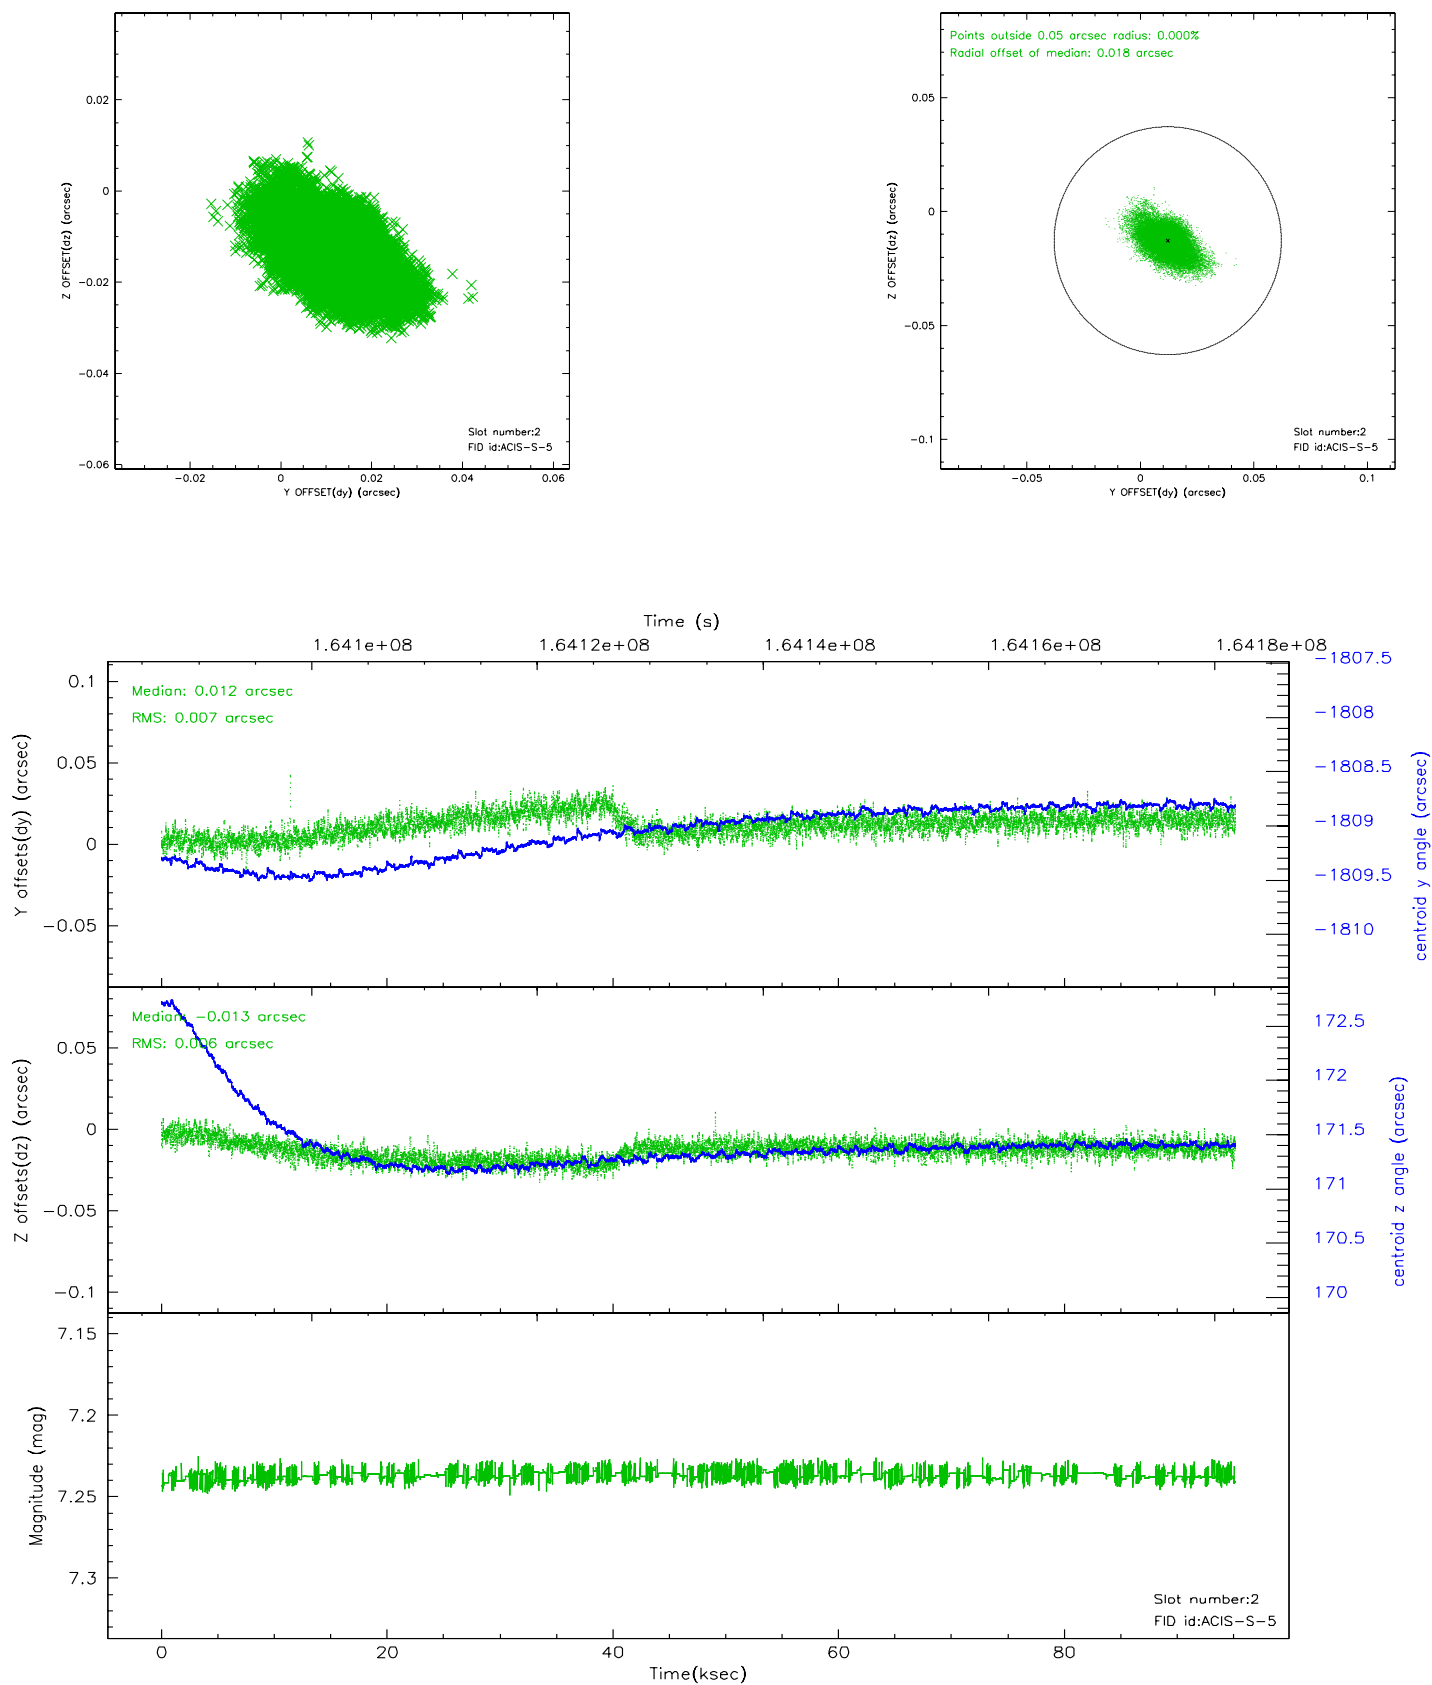 0.02
0
-0.02
-0.04
-0.06
Z OFFSET(dz) (arcsec)
Slot number:2
FID id:ACIS-S-5
-0.02 0 0.02 0.04 0.06
Y OFFSET(dy) (arcsec)
Points outside 0.05 arcsec radius: 0.000%
Radial offset of median: 0.018 arcsec
0.05
0
-0.05
-0.1
Z OFFSET(dz) (arcsec)
Slot number:2
FID id:ACIS-S-5
-0.05 0 0.05 0.1
Y OFFSET(dy) (arcsec)
Time (s)
1.641e+08 1.6412e+08 1.6414e+08 1.6416e+08 1.6418e+08
Median: 0.012 arcsec
RMS: 0.007 arcsec
0.1
0.05
0
-0.05
Y offsets(dy) (arcsec)
-1807.5
-1808
-1808.5
-1809
-1809.5
-1810
centroid y angle (arcsec)
Median: -0.013 arcsec
RMS: 0.006 arcsec
0.05
0
-0.05
-0.1
Z offsets(dz) (arcsec)
172.5
172
171.5
171
170.5
170
centroid z angle (arcsec)
7.15
7.2
7.25
7.3
Magnitude (mag)
Slot number:2
FID id:ACIS-S-5
0 20 40 60 80
Time(ksec)